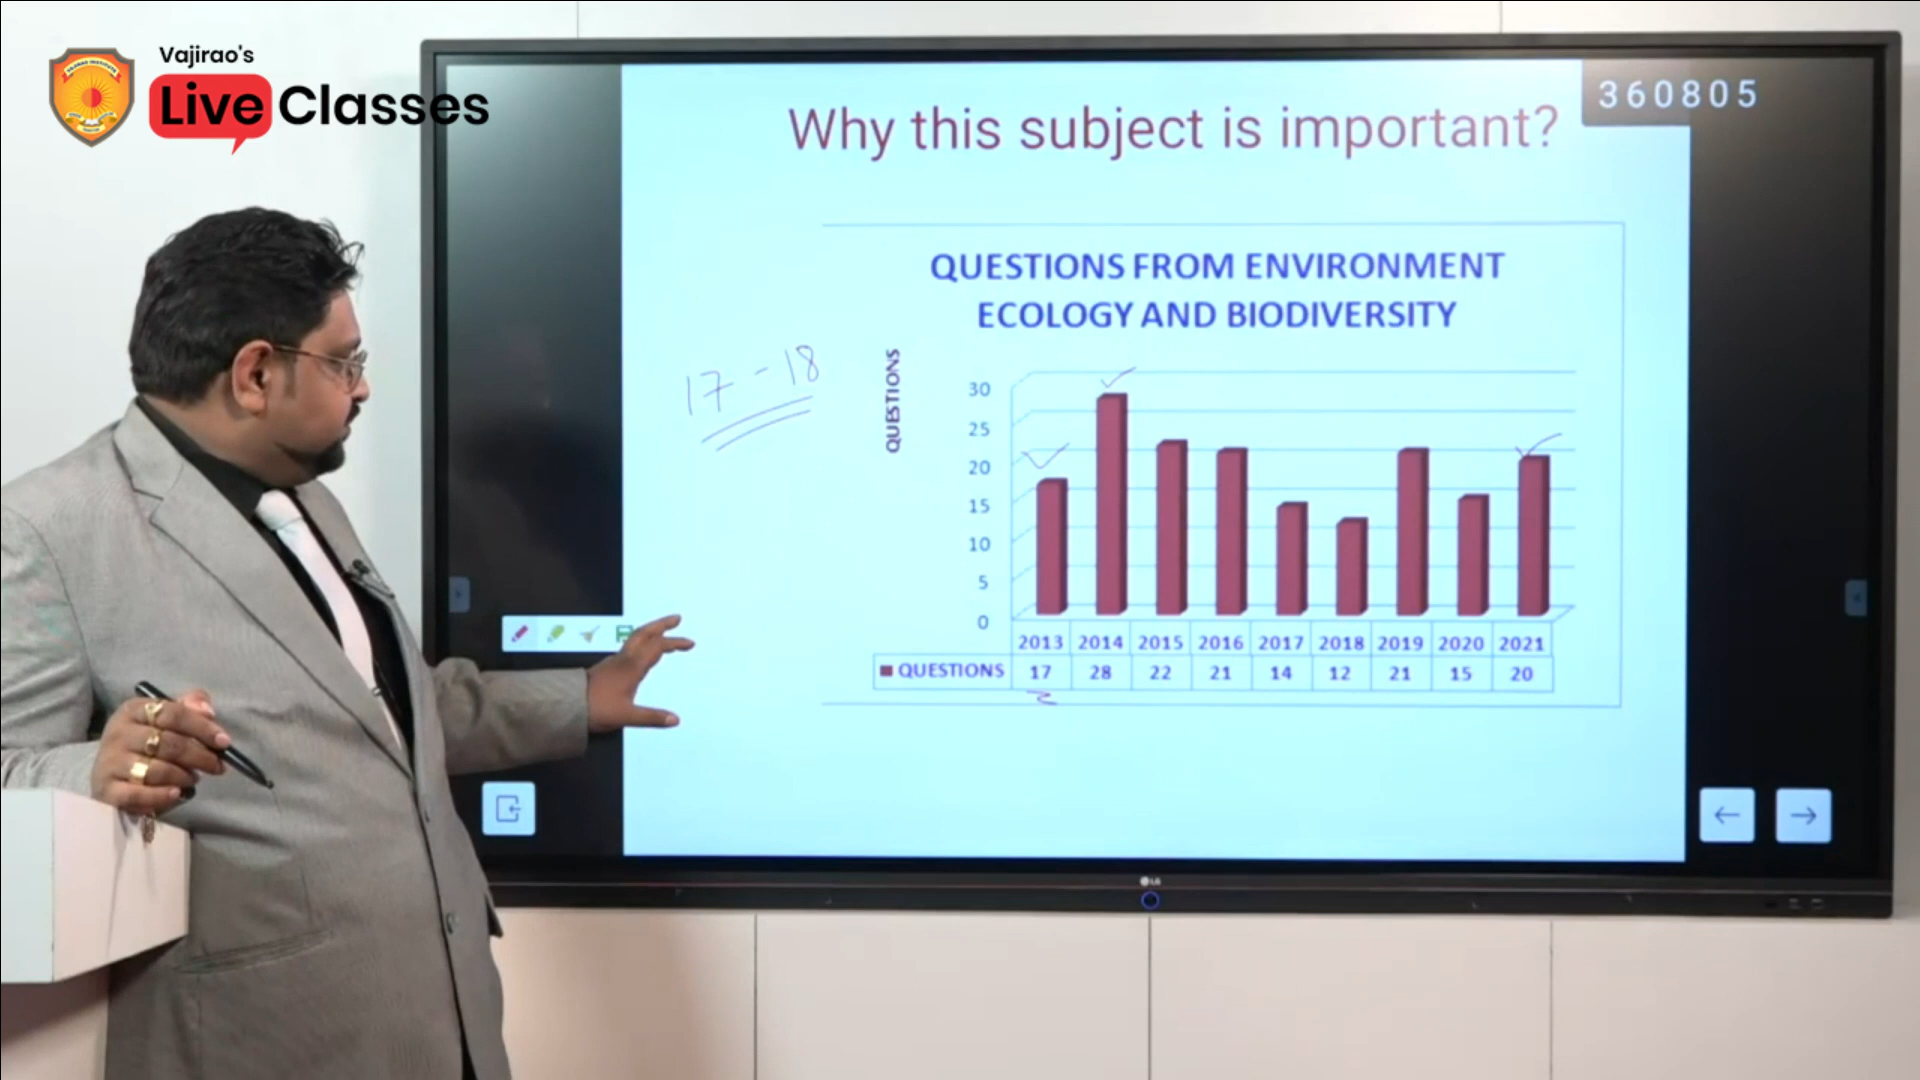 Vajirao's
Live Classes
360805
Why this subject is important?
QUESTIONS FROM ENVIRONMENT
ECOLOGY AND BIODIVERSITY
17 - 18
QUESTIONS
30
25
20
15
10
5
0
2013 2014 2015 2016 2017 2018 2019 2020 2021
QUESTIONS 17 28 22 21 14 12 21 15 20
LG